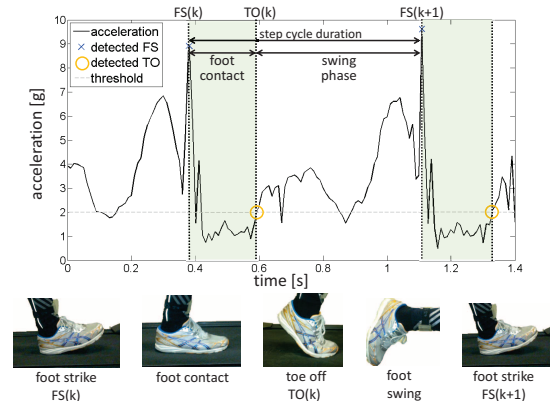 FS(k) TO(k) FS(k+1)
acceleration
detected FS
detected TO
threshold
step cycle duration
foot
contact
swing
phase
acceleration [g]
10
9
8
7
6
5
4
3
2
1
0
0 0.2 0.4 0.6 0.8 1 1.2 1.4
time [s]
foot strike
FS(k)
foot contact
toe off
TO(k)
foot
swing
foot strike
FS(k+1)